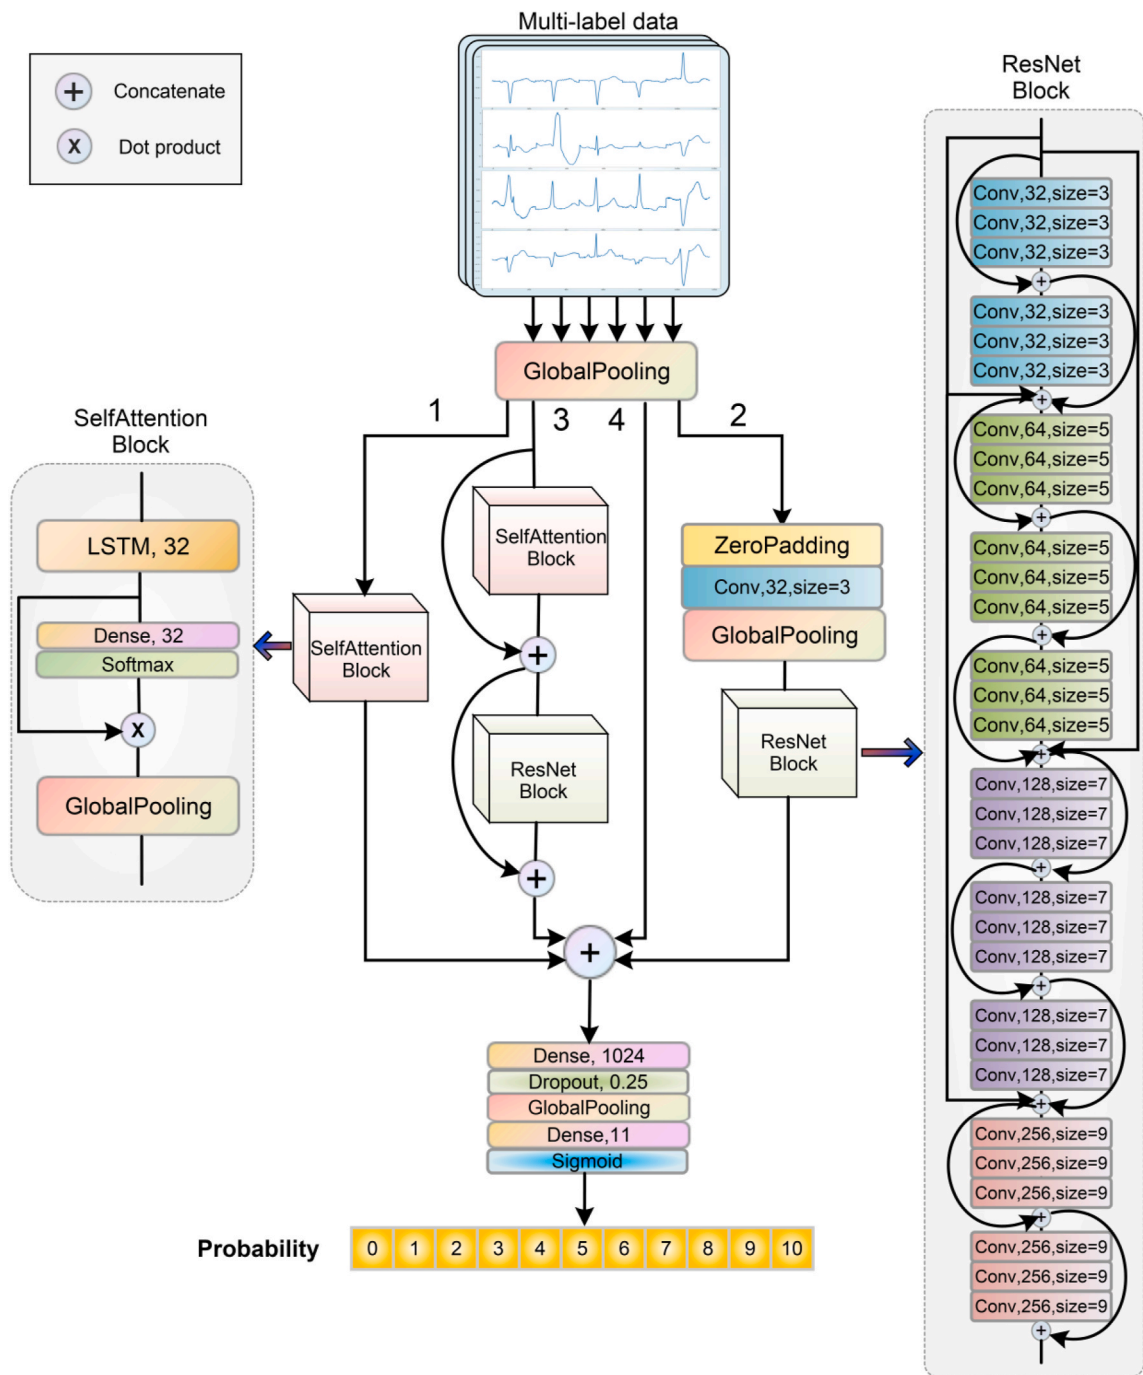 Multi-label data
+ Concatenate
x Dot product
GlobalPooling
1
3
4
2
SelfAttention
Block
LSTM, 32
Dense, 32
Softmax
x
GlobalPooling
SelfAttention
Block
SelfAttention
Block
+
ResNet
Block
+
ZeroPadding
Conv,32,size=3
GlobalPooling
ResNet
Block
+
Dense, 1024
Dropout, 0.25
GlobalPooling
Dense,11
Sigmoid
Probability 0 1 2 3 4 5 6 7 8 9 10
ResNet
Block
Conv,32,size=3
Conv,32,size=3
Conv,32,size=3
+
Conv,32,size=3
Conv,32,size=3
Conv,32,size=3
+
Conv,64,size=5
Conv,64,size=5
Conv,64,size=5
+
Conv,64,size=5
Conv,64,size=5
Conv,64,size=5
+
Conv,64,size=5
Conv,64,size=5
Conv,64,size=5
+
Conv,128,size=7
Conv,128,size=7
Conv,128,size=7
+
Conv,128,size=7
Conv,128,size=7
Conv,128,size=7
+
Conv,128,size=7
Conv,128,size=7
Conv,128,size=7
+
Conv,256,size=9
Conv,256,size=9
Conv,256,size=9
+
Conv,256,size=9
Conv,256,size=9
Conv,256,size=9
+